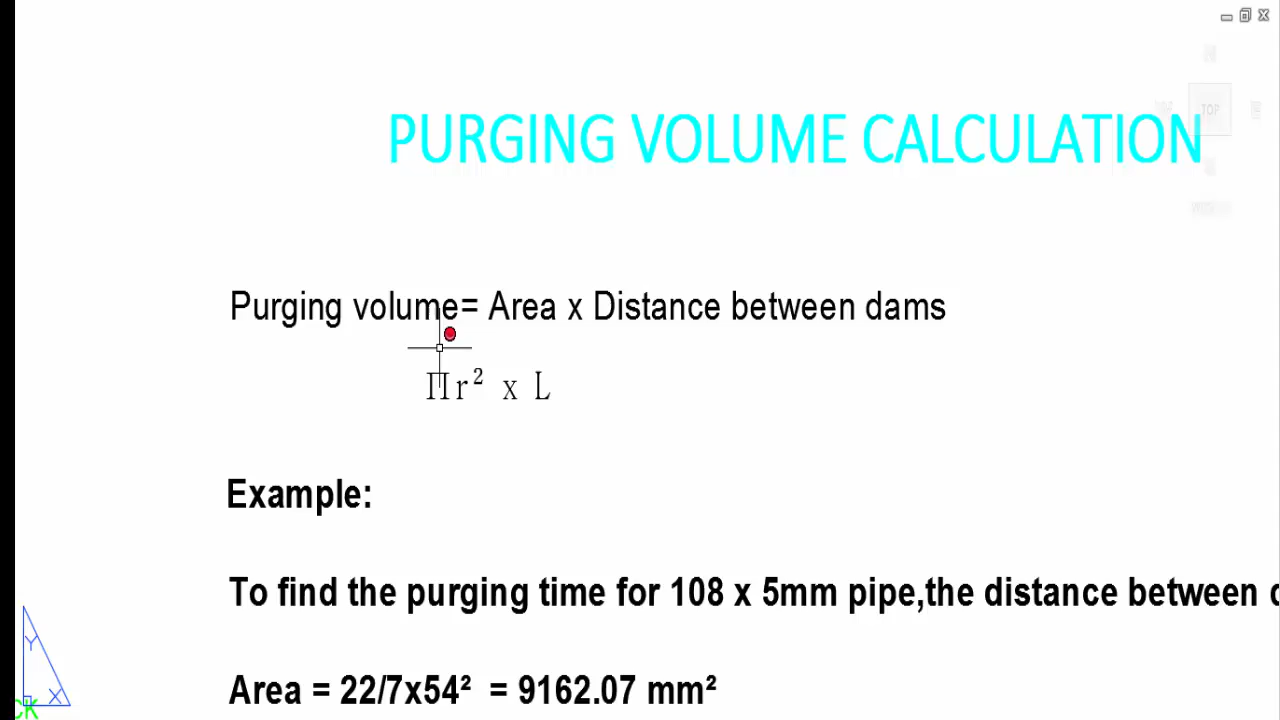 TOP
PURGING VOLUME CALCULATION
Purging volume= Area x Distance between dams
Πr² x L
Example:
To find the purging time for 108 x 5mm pipe,the distance between
Area = 22/7x54² = 9162.07 mm²
Y
X